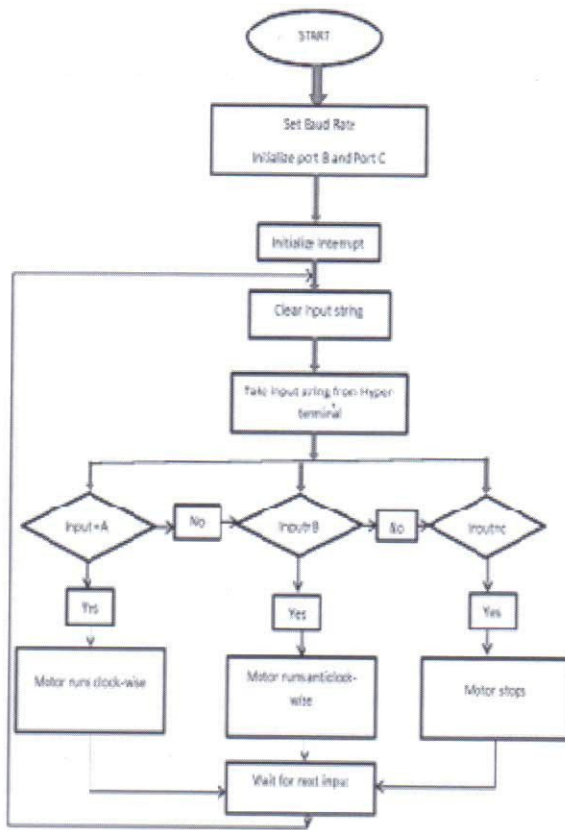 START
Set Baud Rate
Initialize port B and Port C
Initialize Interrupt
Clear Input string
Take Input string from Hyper
terminal
Input=A
No
Input=B
No
Input=c
Yes
Yes
Yes
Motor runs clock-wise
Motor runs anticlock-
wise
Motor stops
Wait for next input